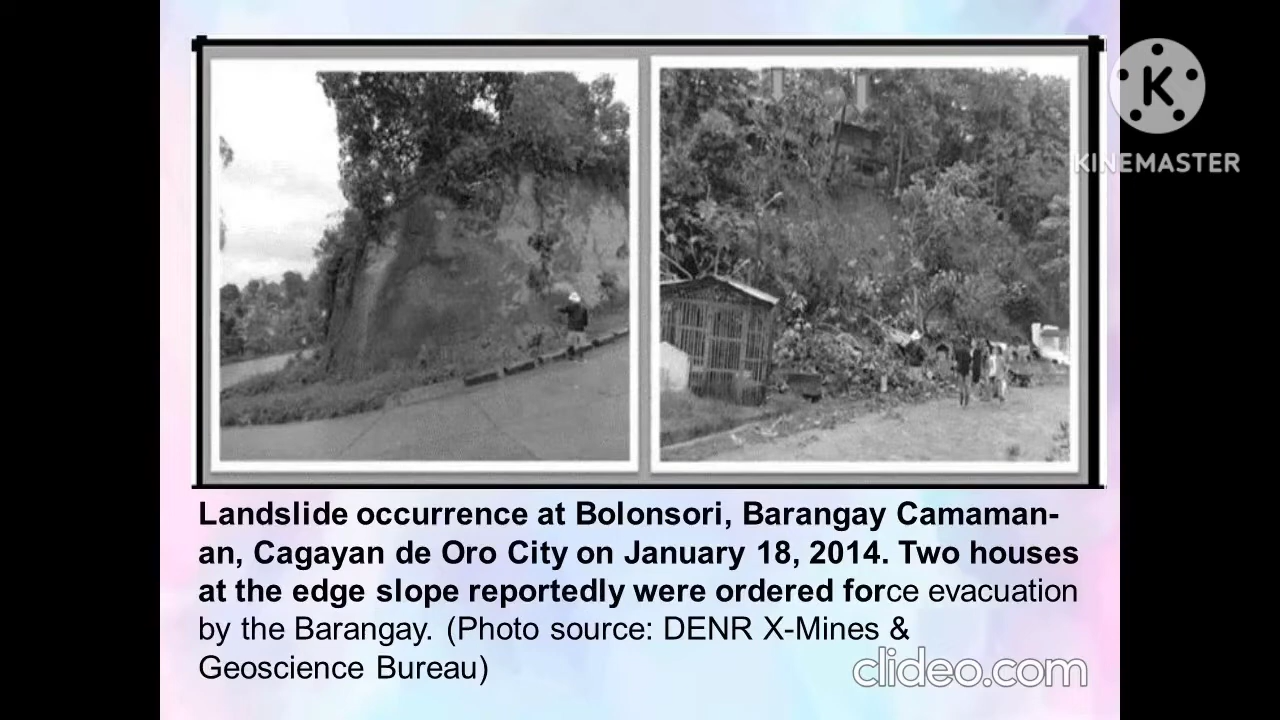 K
KINEMASTER
Landslide occurrence at Bolonsori, Barangay Camaman-
an, Cagayan de Oro City on January 18, 2014. Two houses
at the edge slope reportedly were ordered force evacuation
by the Barangay. (Photo source: DENR X-Mines &
Geoscience Bureau)
clideo.com